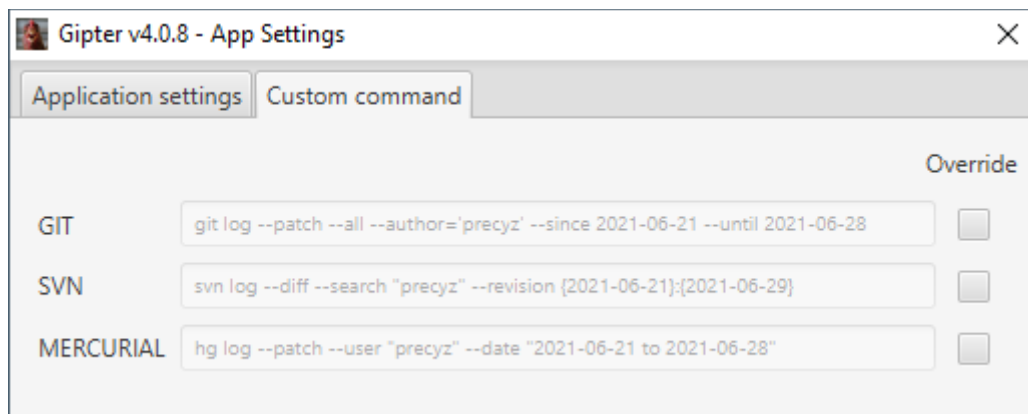 Gipter v4.0.8 - App Settings
Application settings Custom command
Override
GIT git log --patch --all --author='precyz' --since 2021-06-21 --until 2021-06-28
SVN svn log --diff --search "precyz" --revision {2021-06-21}:{2021-06-29}
MERCURIAL hg log --patch --user "precyz" --date "2021-06-21 to 2021-06-28"